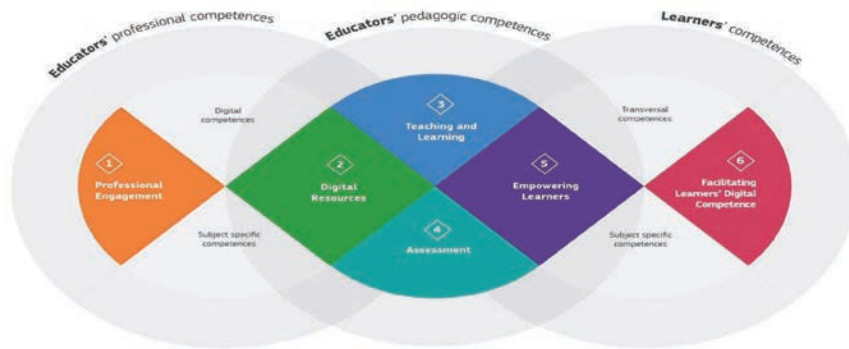 Educators' professional competences
Educators' pedagogic competences
Learners' competences
Digital
competences
3
Teaching and
Learning
Transversal
competences
1
Professional
Engagement
2
Digital
Resources
5
Empowering
Learners
6
Facilitating
Learners' Digital
Competence
Subject specific
competences
4
Assessment
Subject specific
competences